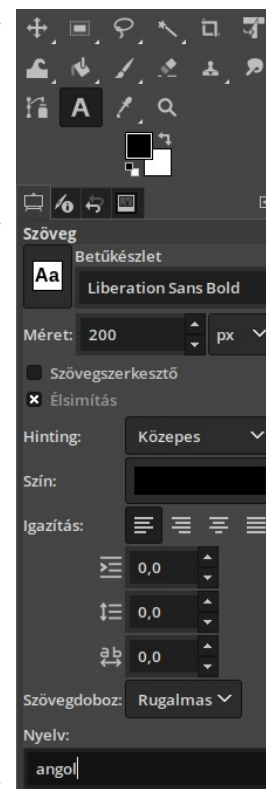 A
Szöveg
Betűkészlet
Aa
Liberation Sans Bold
Méret: 200 px
Szövegszerkesztő
Élsimítás
Hinting: Közepes
Szín:
Igazítás:
0,0
0,0
ab 0,0
Szövegdoboz: Rugalmas
Nyelv:
angol